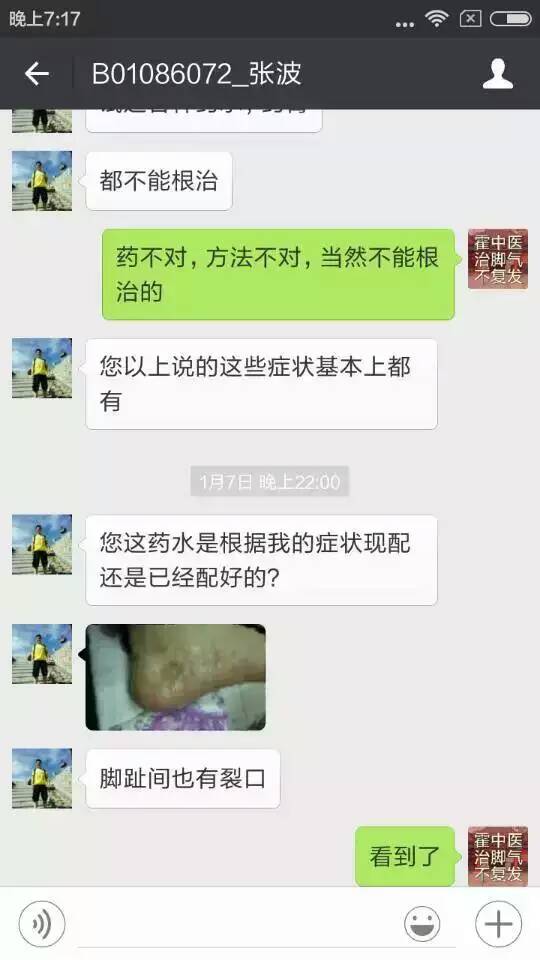 晚上7:17
B01086072_张波
都不能根治
药不对，方法不对，当然不能根
治的
霍中医
治脚气
不复发
您以上说的这些症状基本上都
有
1月7日 晚上22:00
您这药水是根据我的症状现配
还是已经配好的？
脚趾间也有裂口
看到了
霍中医
治脚气
不复发